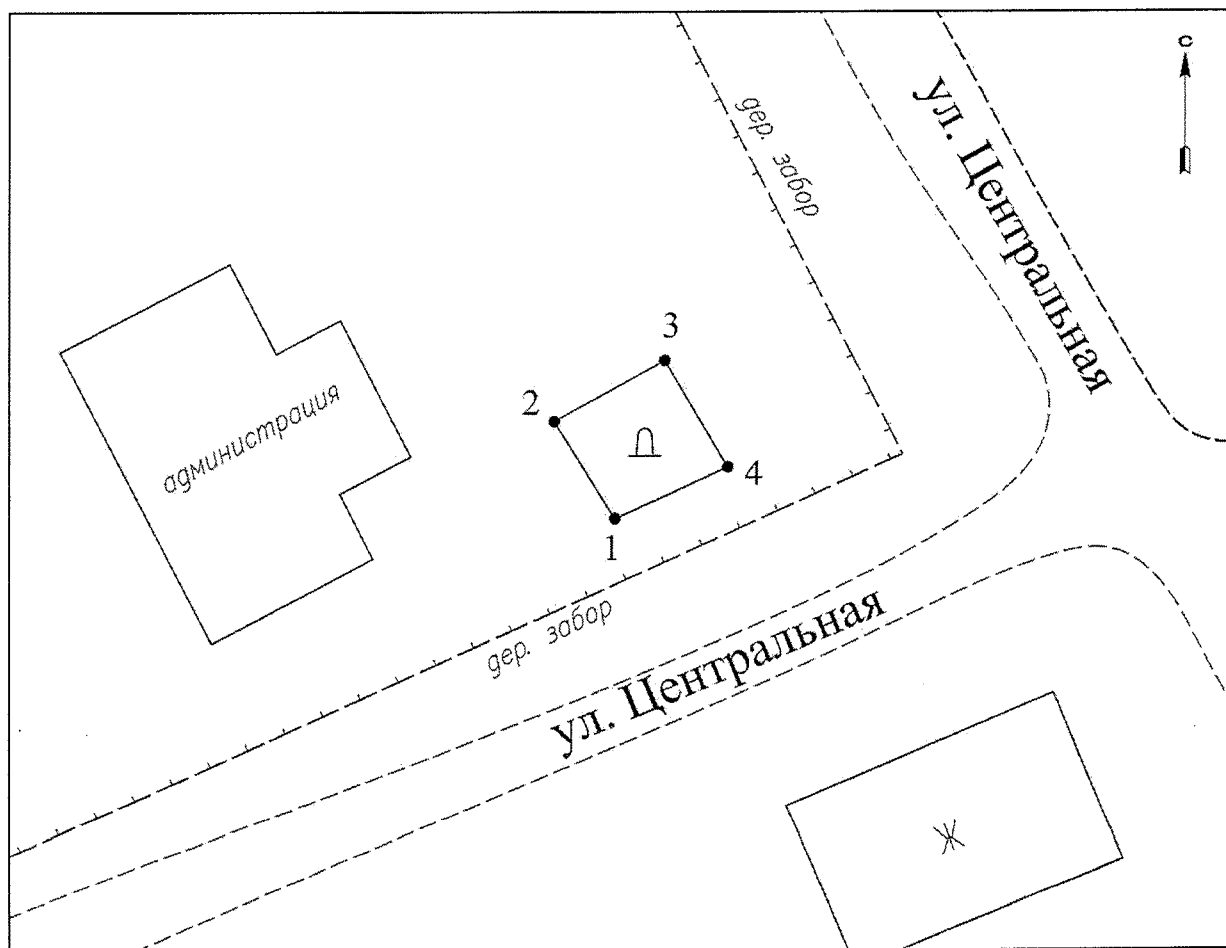 с
ул. Центральная
дер. забор
3
2
администрация
4
1
дер. забор
ул. Центральная
Ж